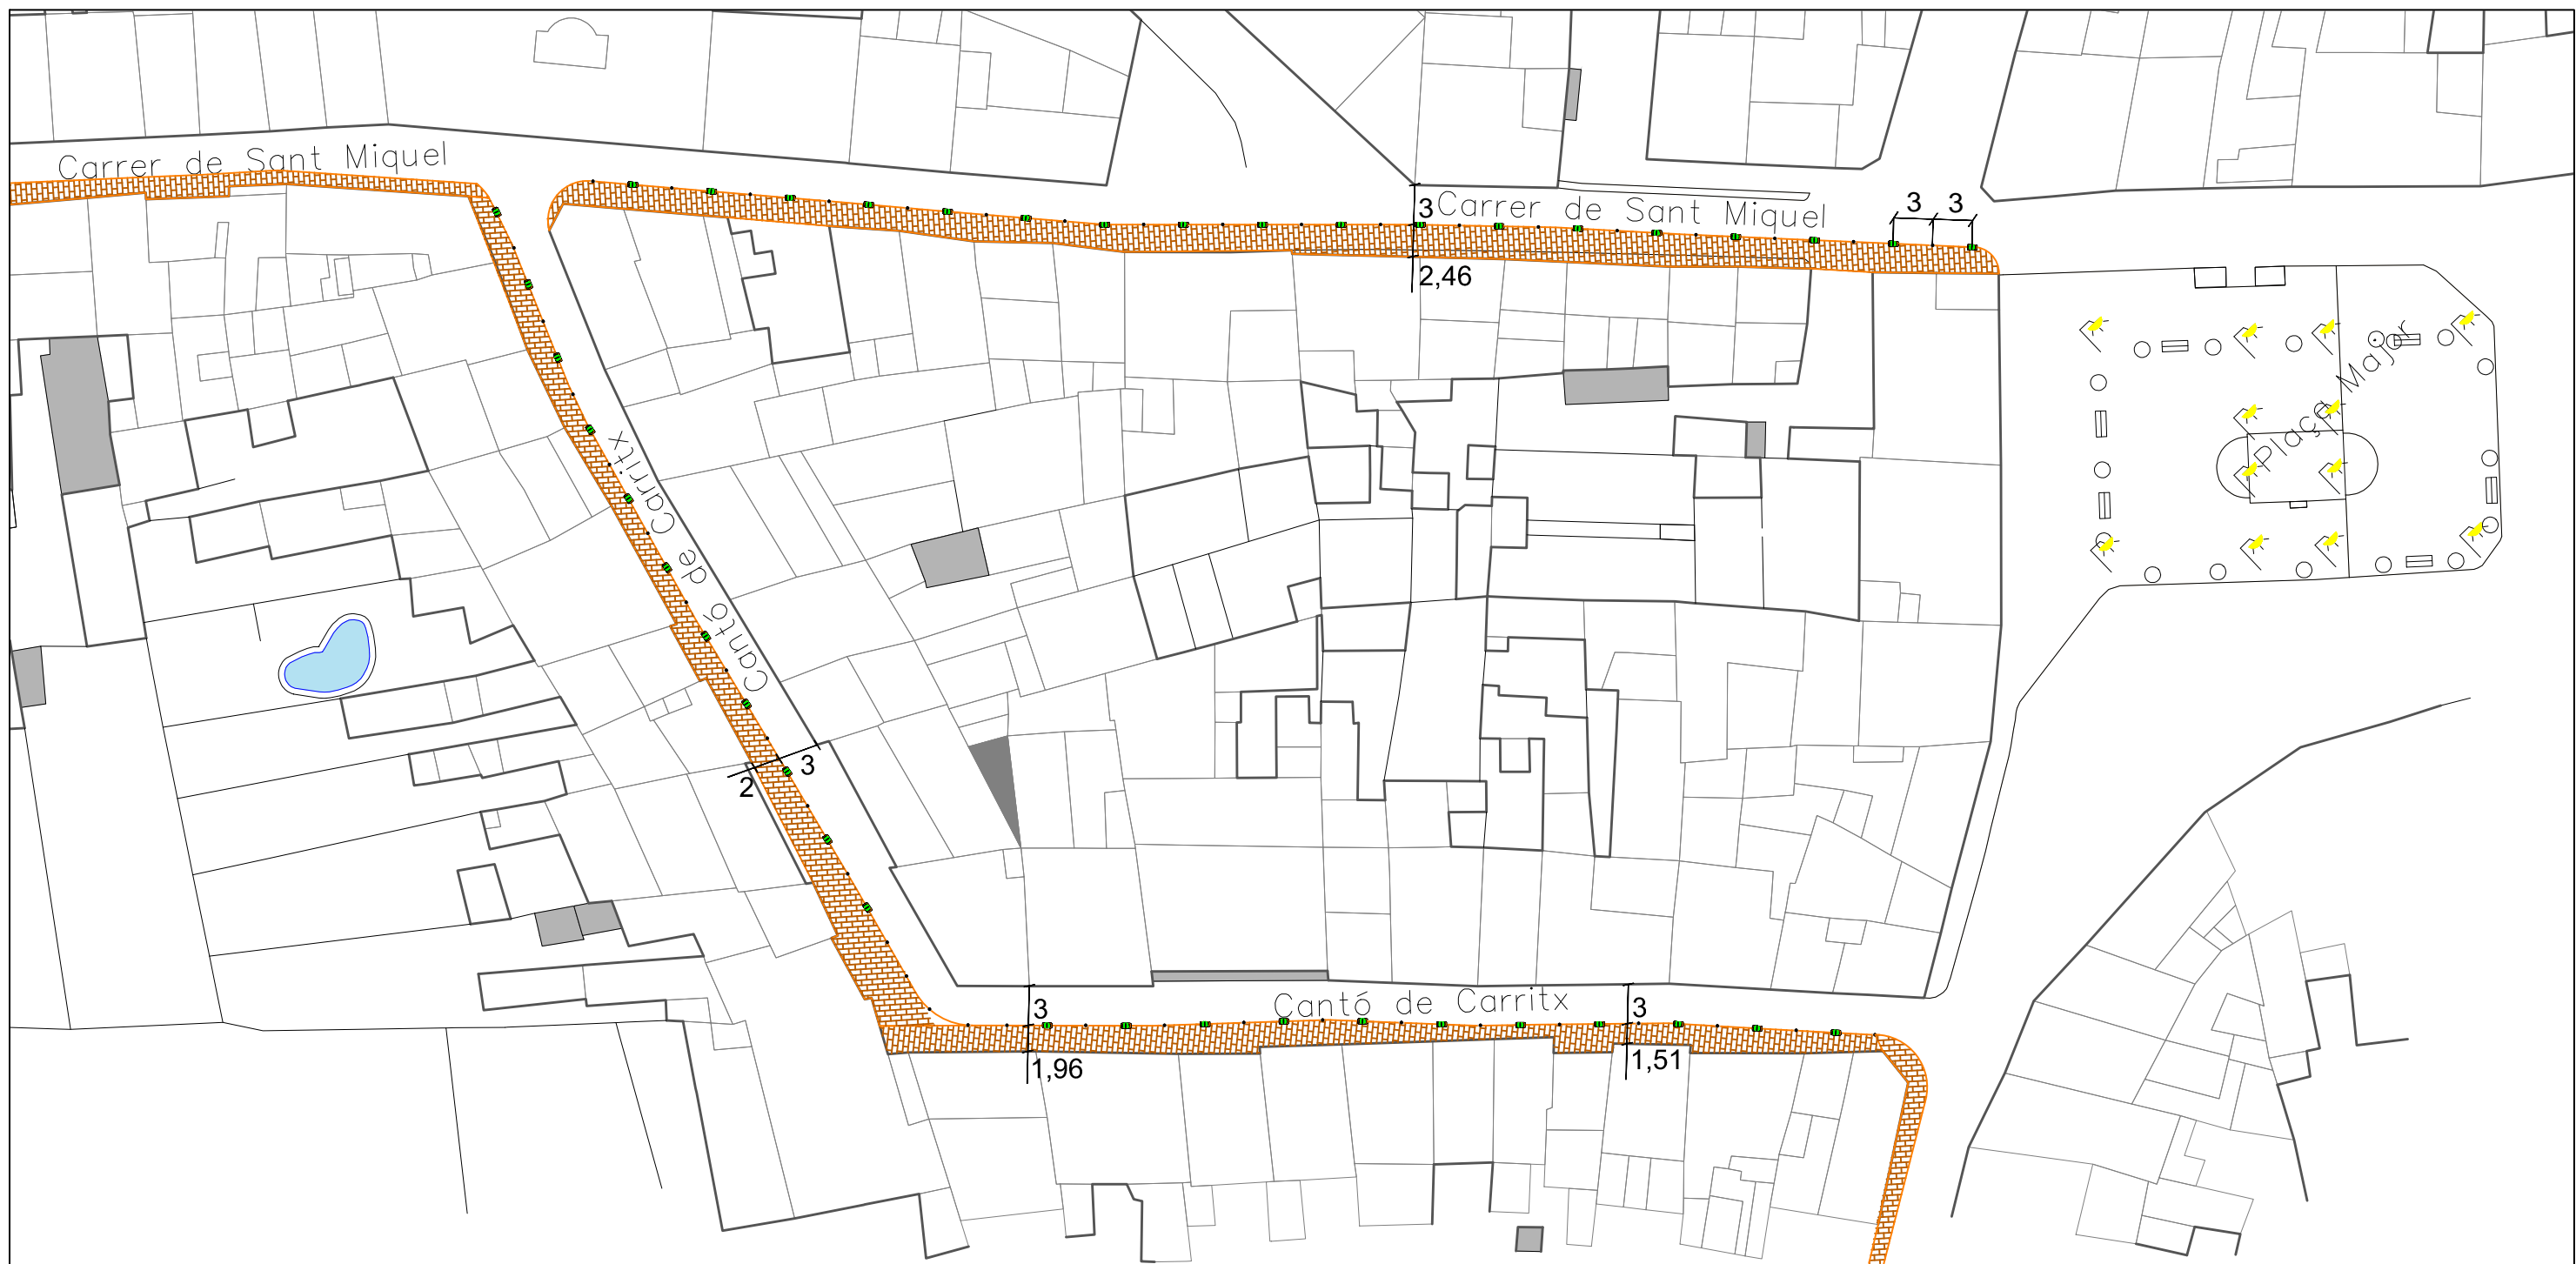 Carrer de Sant Miquel
3
Carrer de Sant Miquel
3
3
2,46
Plaça Major
Cantó de Carritx
3
2
3
Cantó de Carritx
3
1,96
1,51